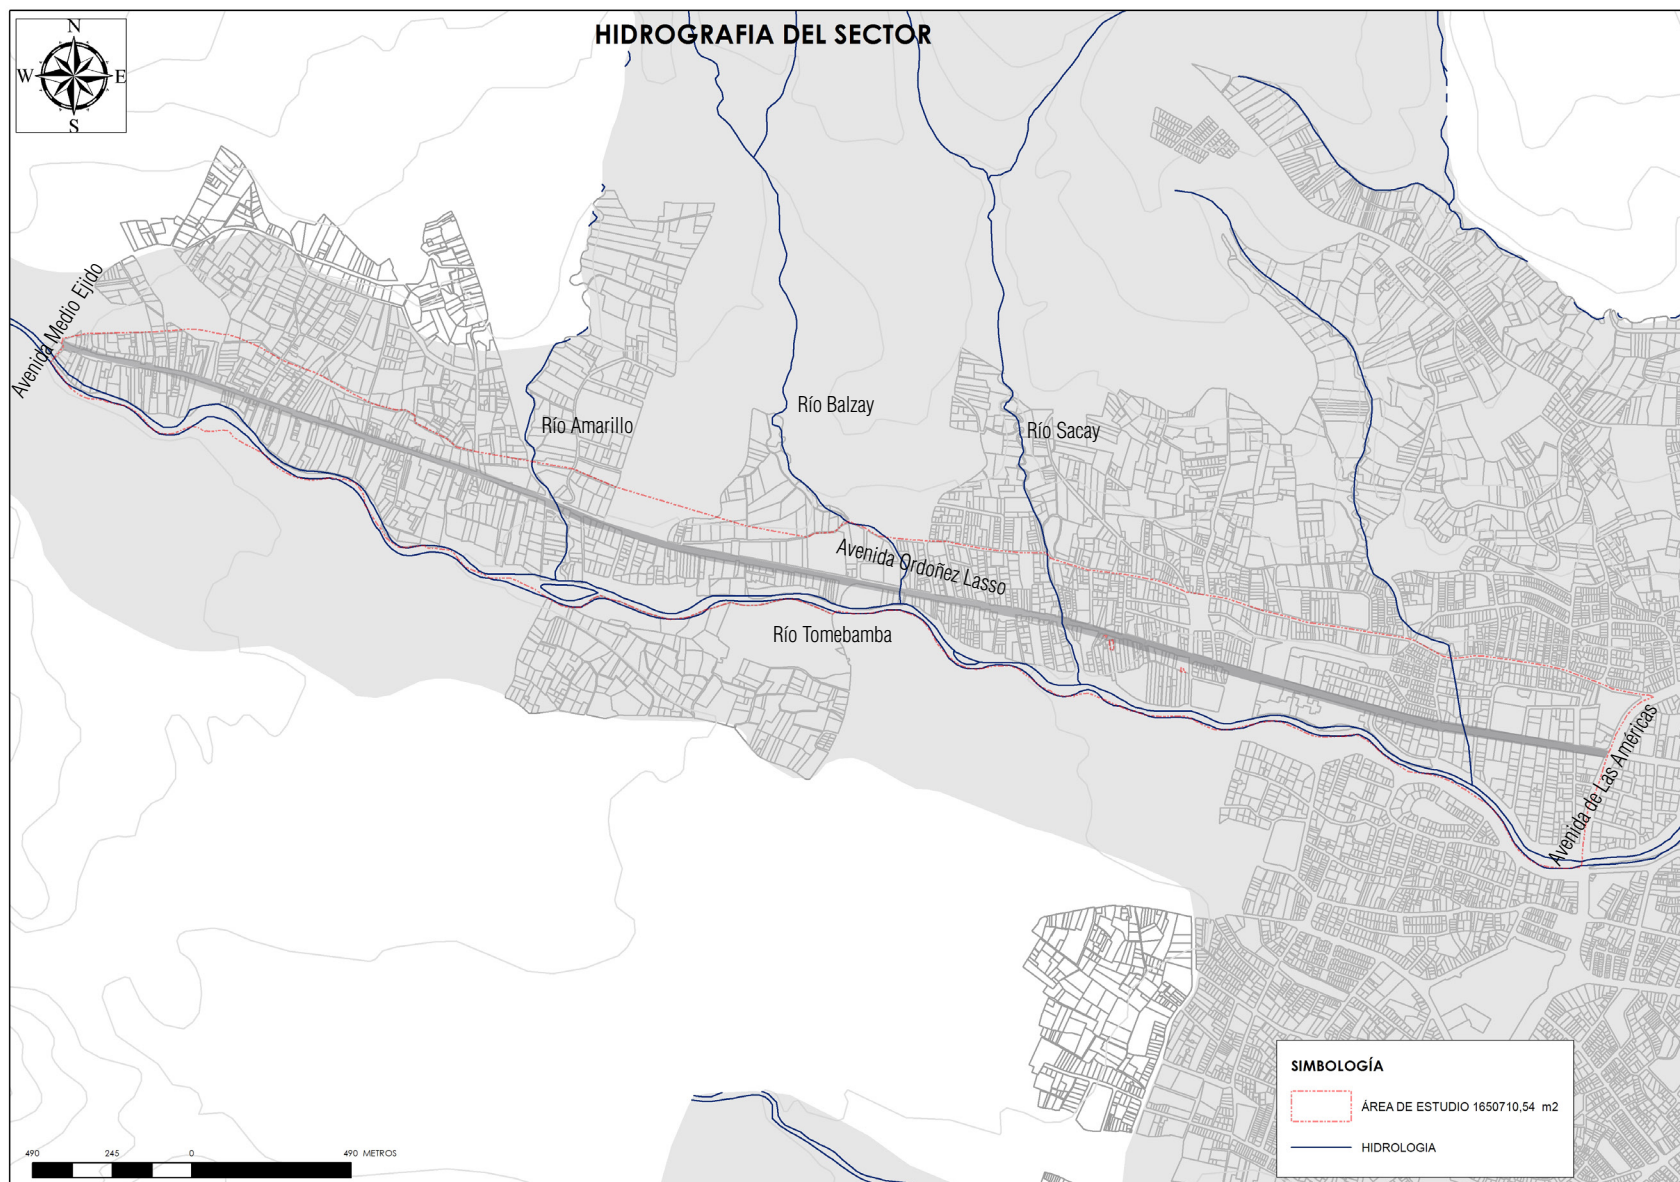 HIDROGRAFIA DEL SECTOR
N
W E
S
Avenida Medio Ejido
Río Amarillo
Río Balzay
Río Sacay
Avenida Ordoñez Lasso
Río Tomebamba
Avenida de Las Américas
SIMBOLOGÍA
ÁREA DE ESTUDIO 1650710,54 m2
HIDROLOGIA
490 245 0 490 METROS